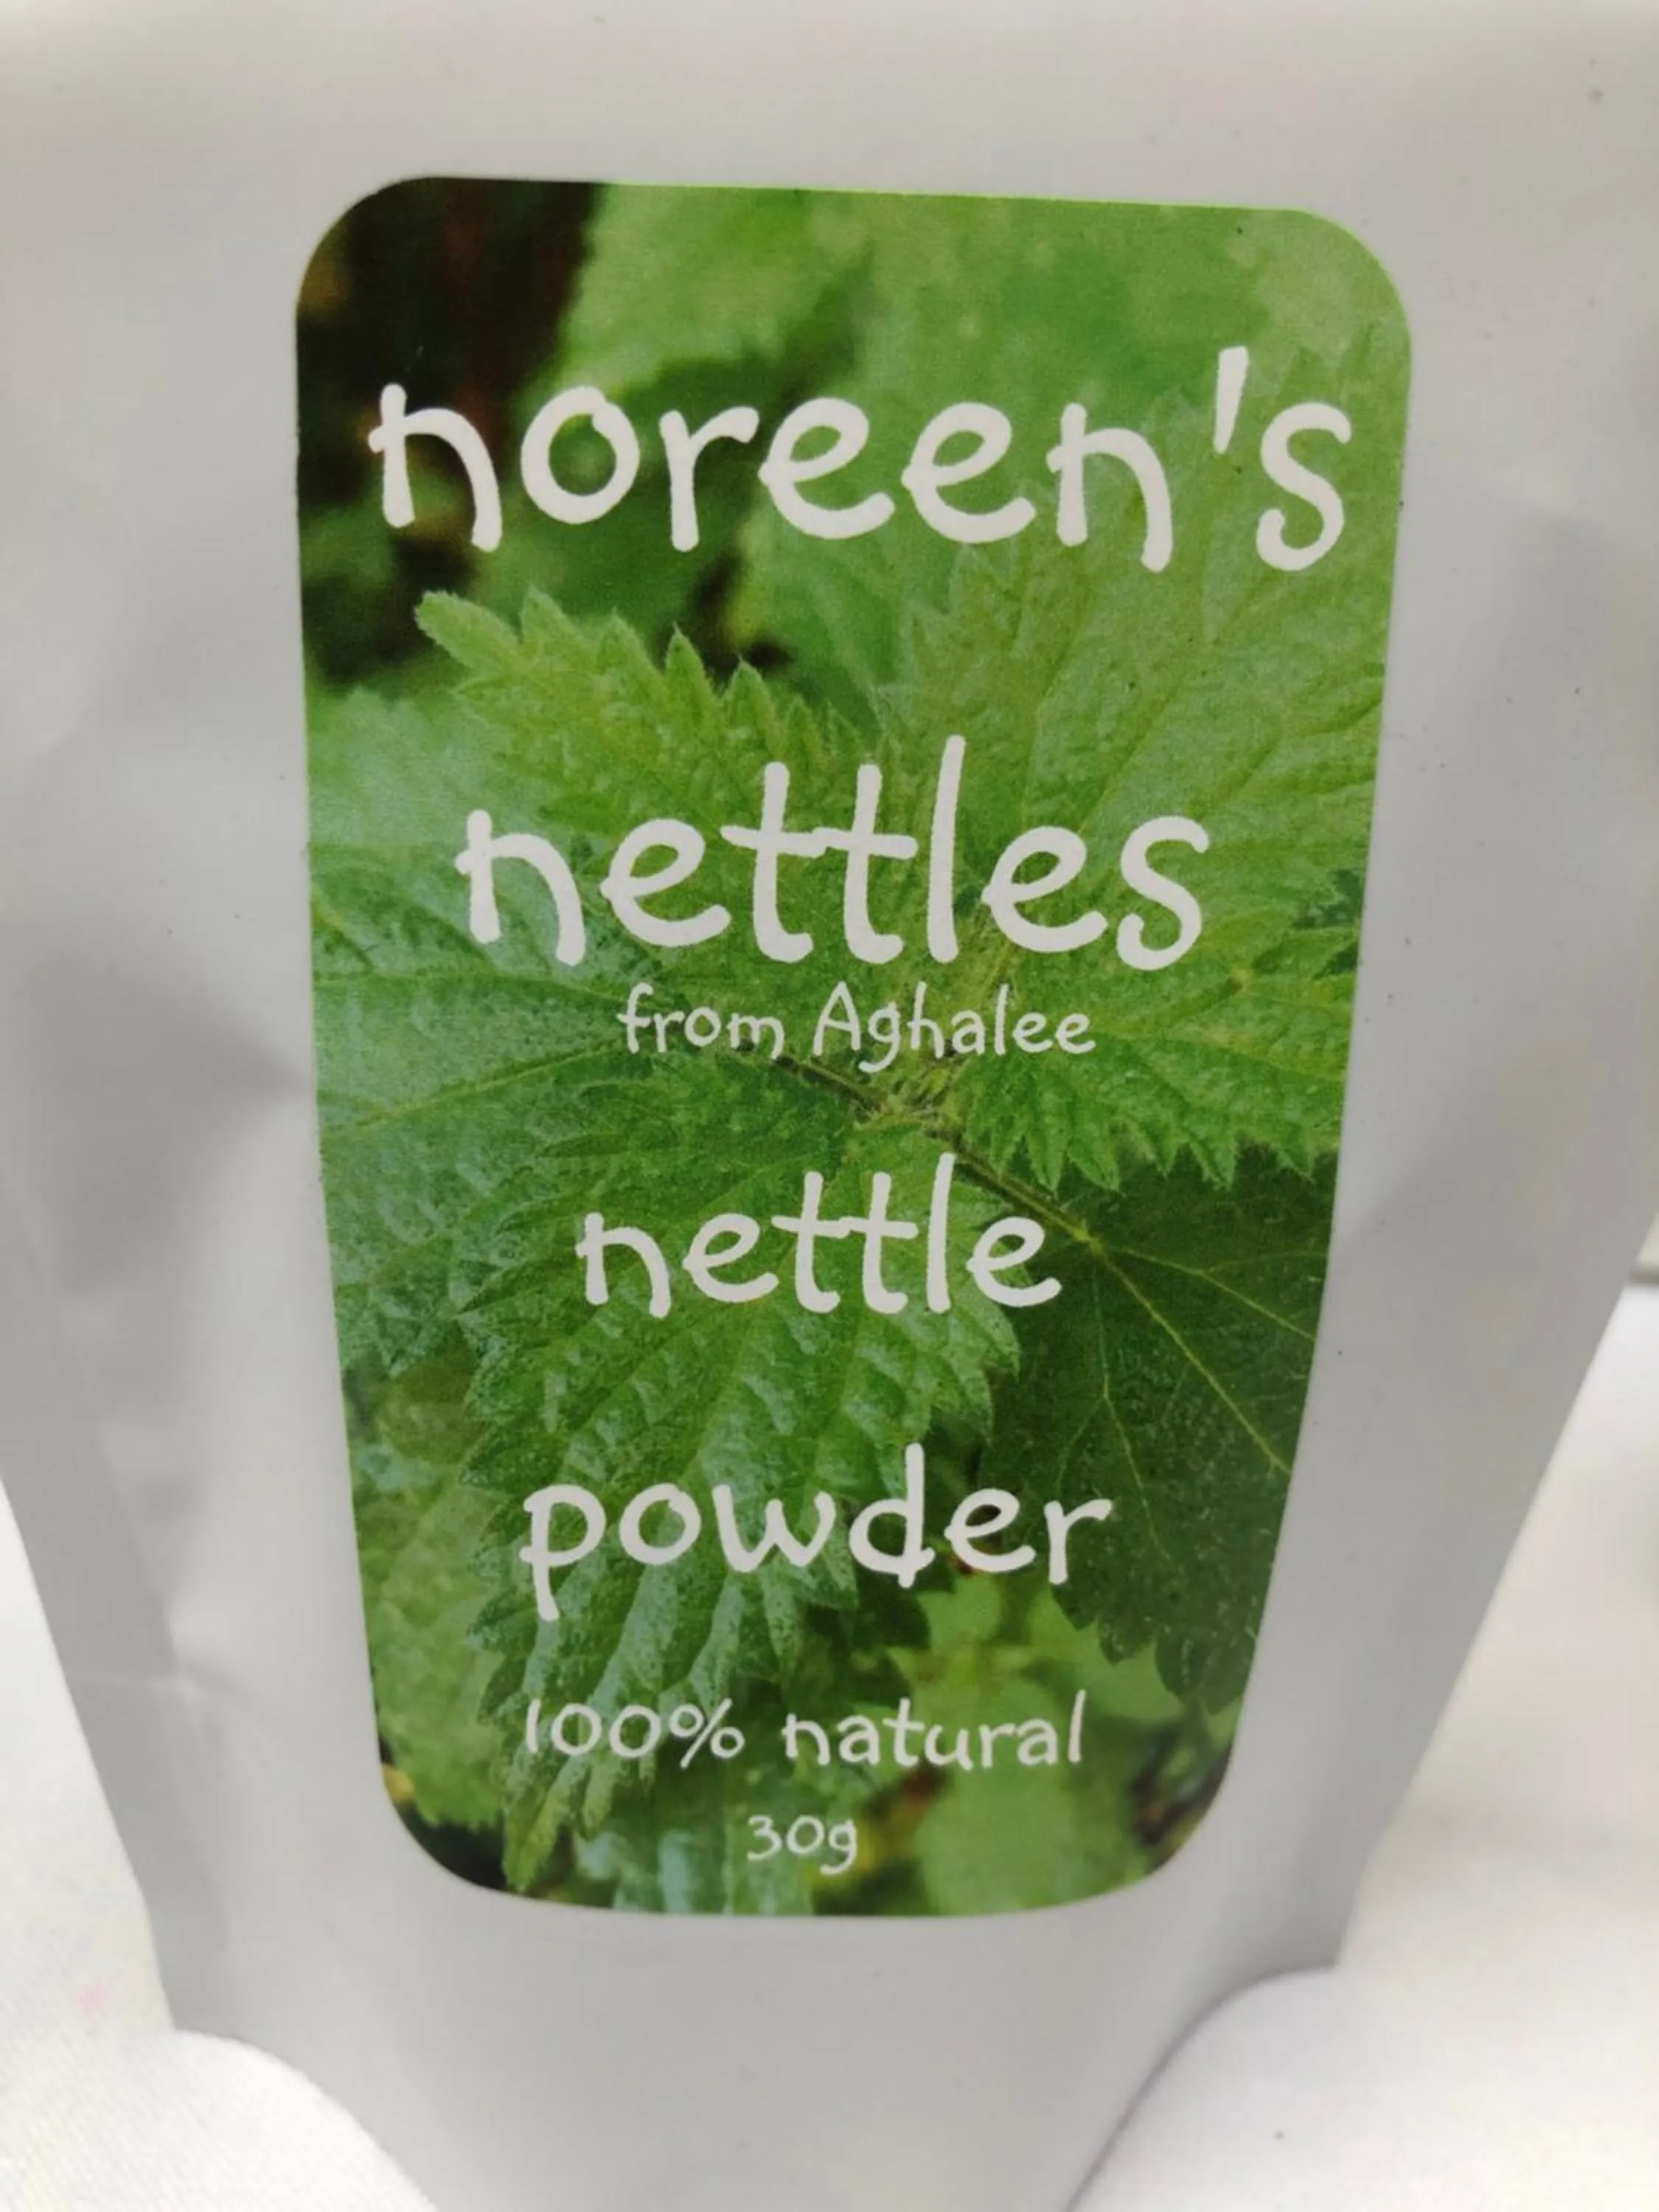 noreen's
nettles
from Aghalee
nettle
powder
100% natural
30g